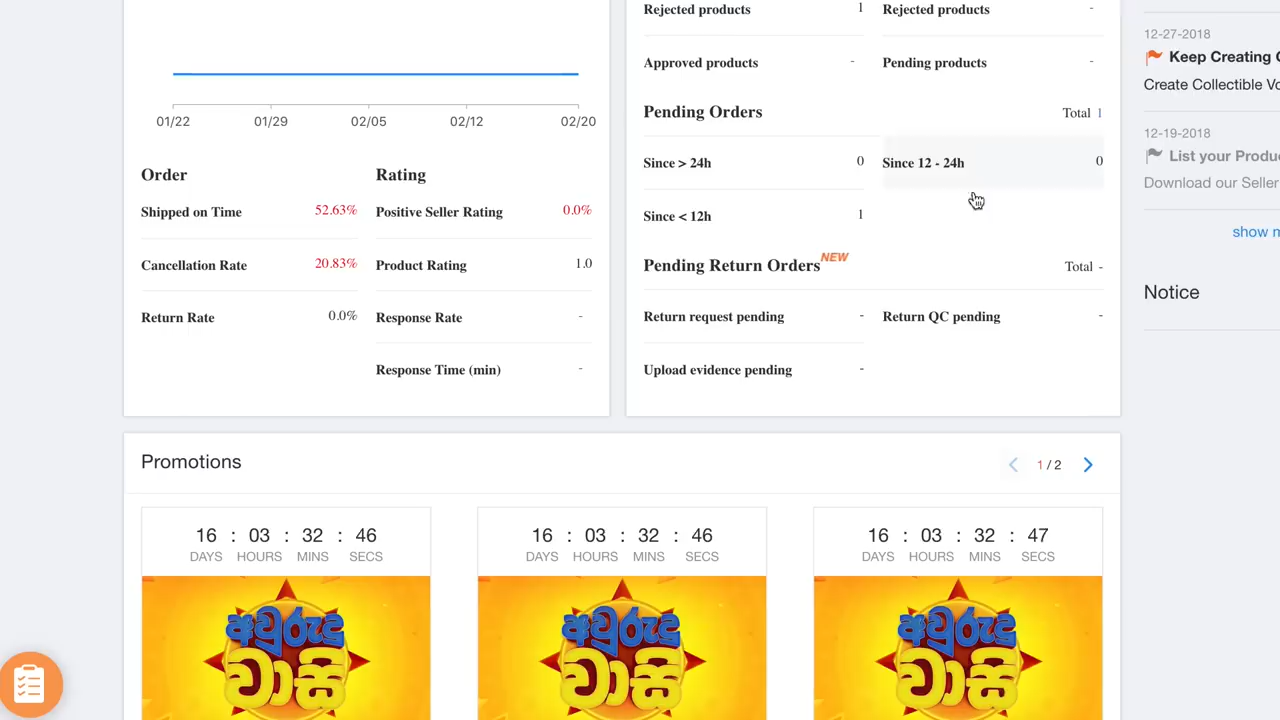 01/22 01/29 02/05 02/12 02/20
Order
Shipped on Time 52.63%
Cancellation Rate 20.83%
Return Rate 0.0%
Rating
Positive Seller Rating 0.0%
Product Rating 1.0
Response Rate -
Response Time (min) -
Rejected products 1 Rejected products -
Approved products - Pending products -
Pending Orders Total 1
Since > 24h 0 Since 12 - 24h 0
Since < 12h 1
Pending Return Orders NEW Total -
Return request pending - Return QC pending -
Upload evidence pending -
12-27-2018
Keep Creating
Create Collectible
12-19-2018
List your
Download our Seller
show
Notice
Promotions 1 / 2
16 : 03 : 32 : 46
DAYS HOURS MINS SECS
අවුරුදු
වාසි
16 : 03 : 32 : 46
DAYS HOURS MINS SECS
අවුරුදු
වාසි
16 : 03 : 32 : 47
DAYS HOURS MINS SECS
අවුරුදු
වාසි